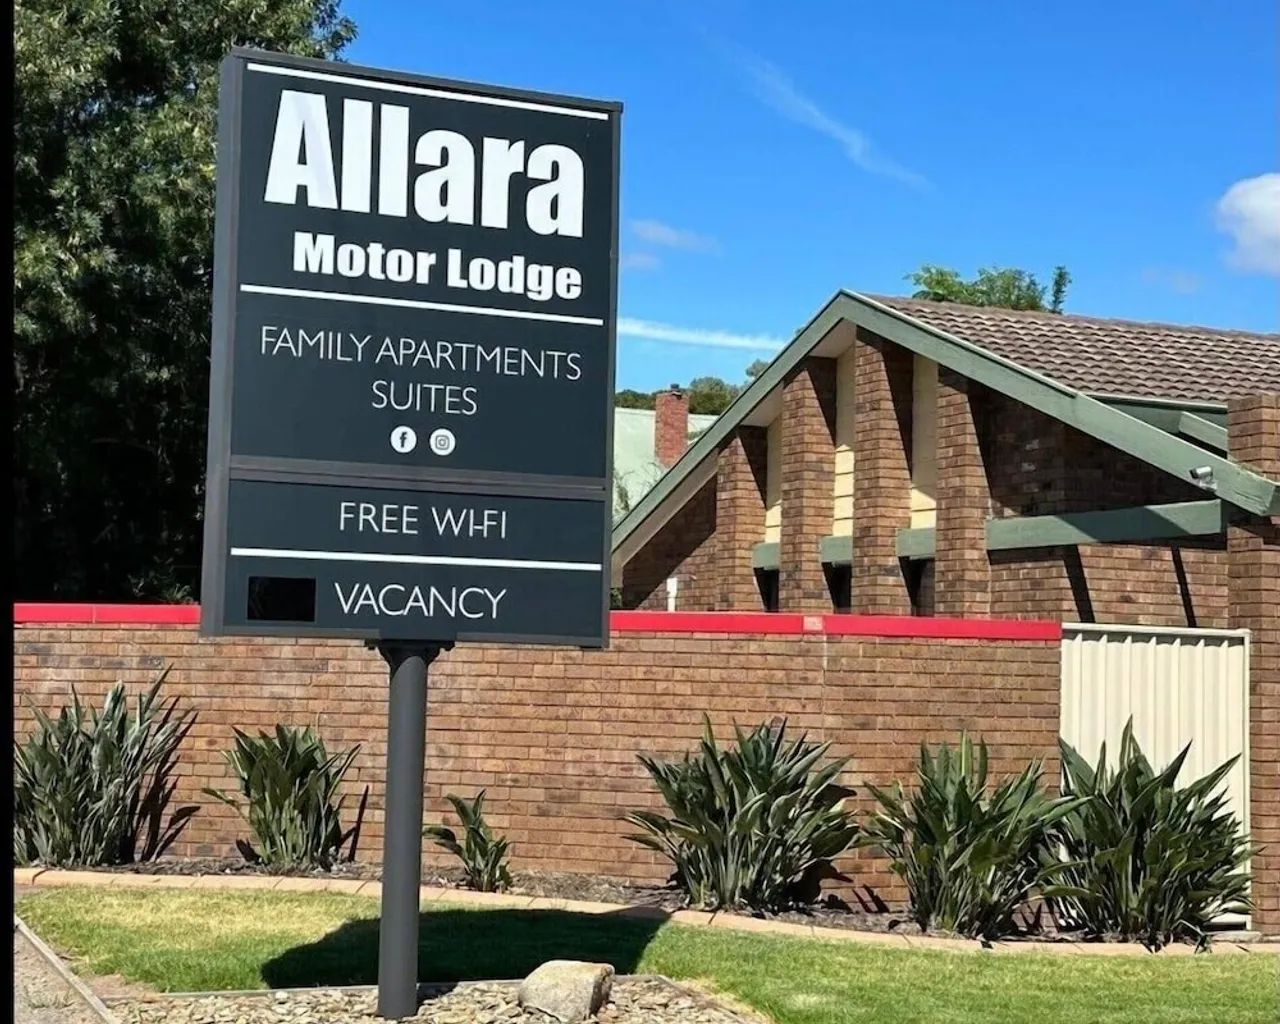 Allara
Motor Lodge
FAMILY APARTMENTS
SUITES
FREE WI-FI
VACANCY